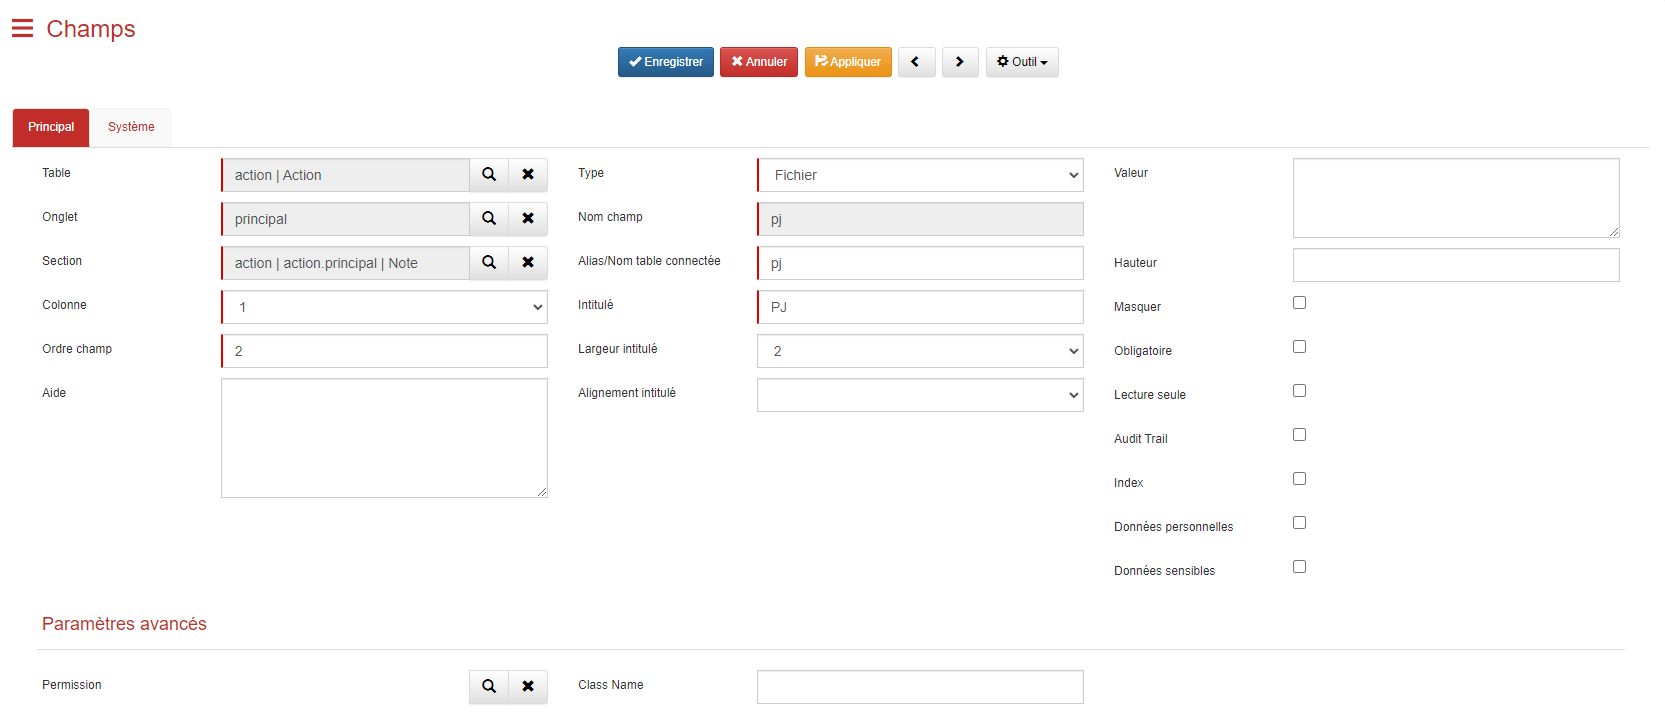 Champs
Enregistrer Annuler Appliquer Outil
Principal Système
Table action | Action Type Fichier Valeur
Onglet principal Nom champ pj
Section action | action.principal | Note Alias/Nom table connectée pj Hauteur
Colonne 1 Intitulé PJ Masquer
Ordre champ 2 Largeur intitulé 2 Obligatoire
Aide Alignement intitulé Lecture seule
Audit Trail
Index
Données personnelles
Données sensibles
Paramètres avancés
Permission Class Name